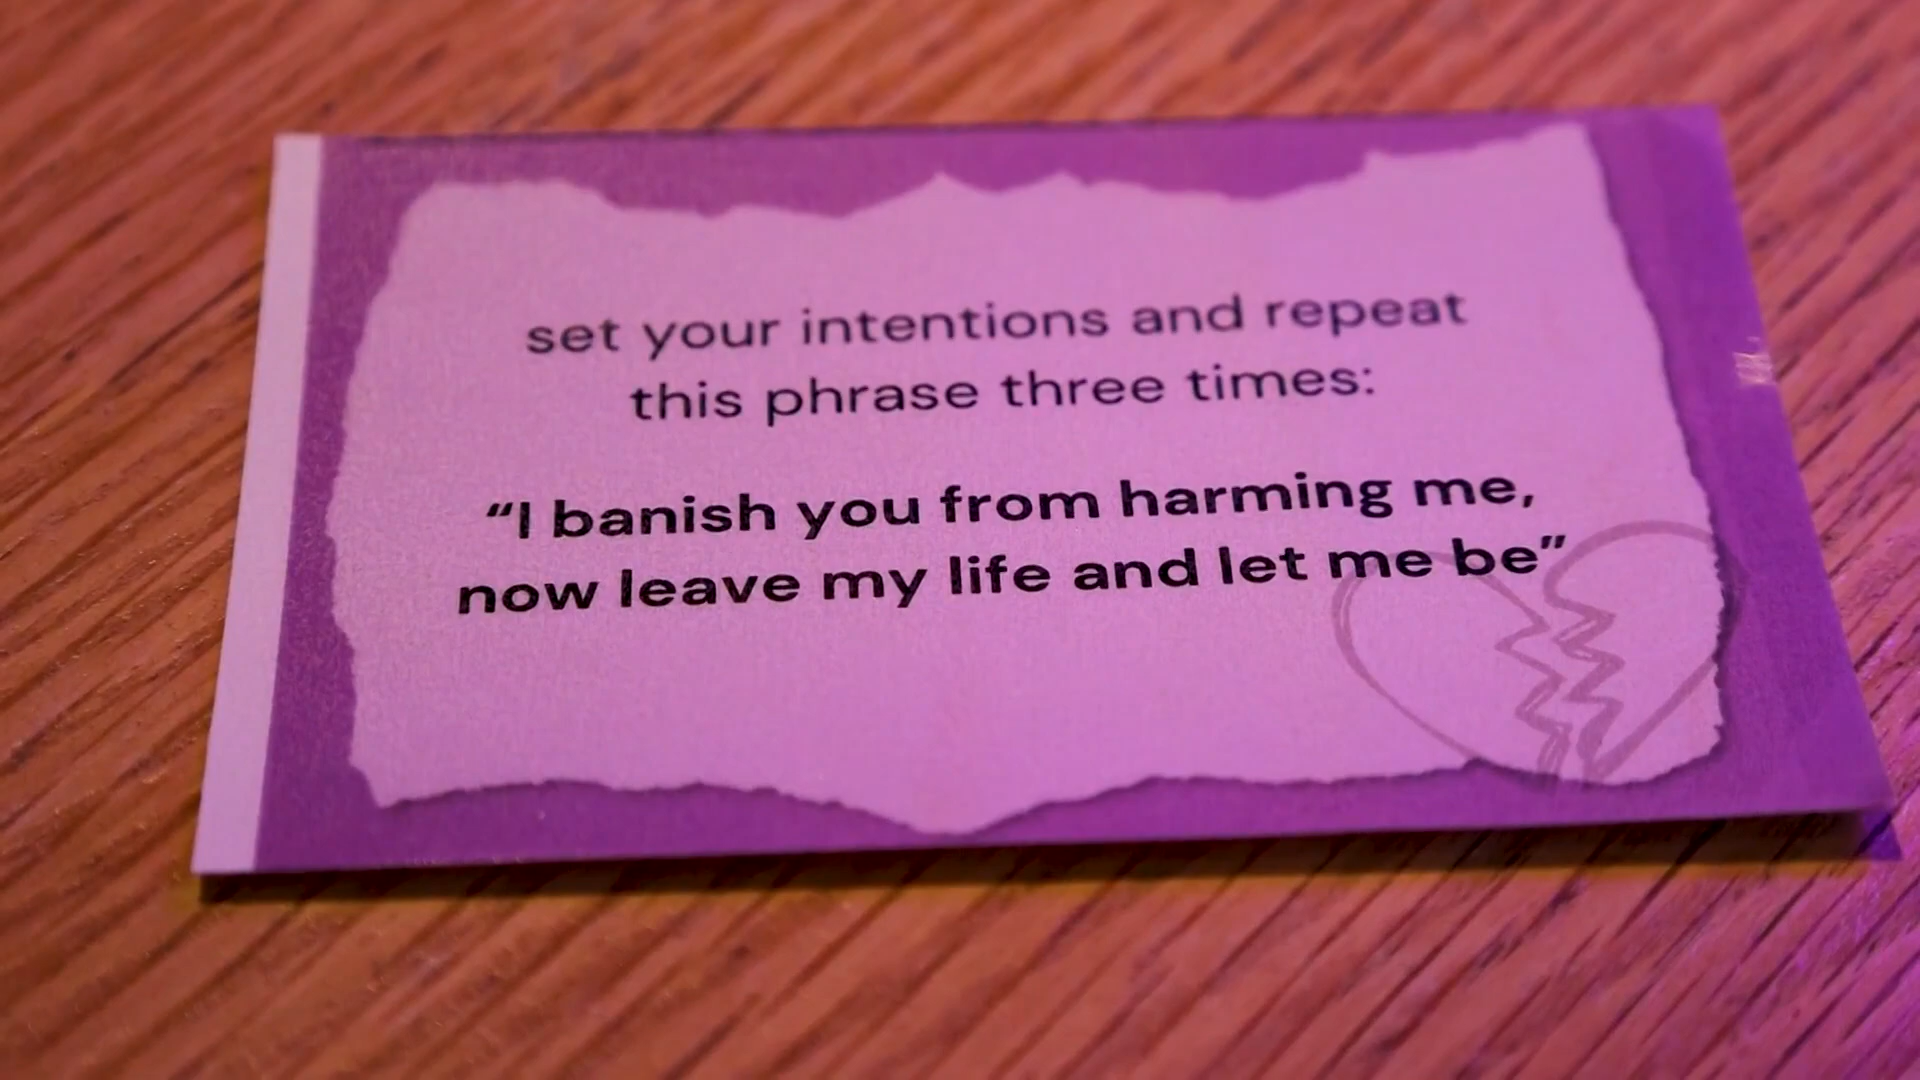 set your intentions and repeat
this phrase three times:
“I banish you from harming me,
now leave my life and let me be”